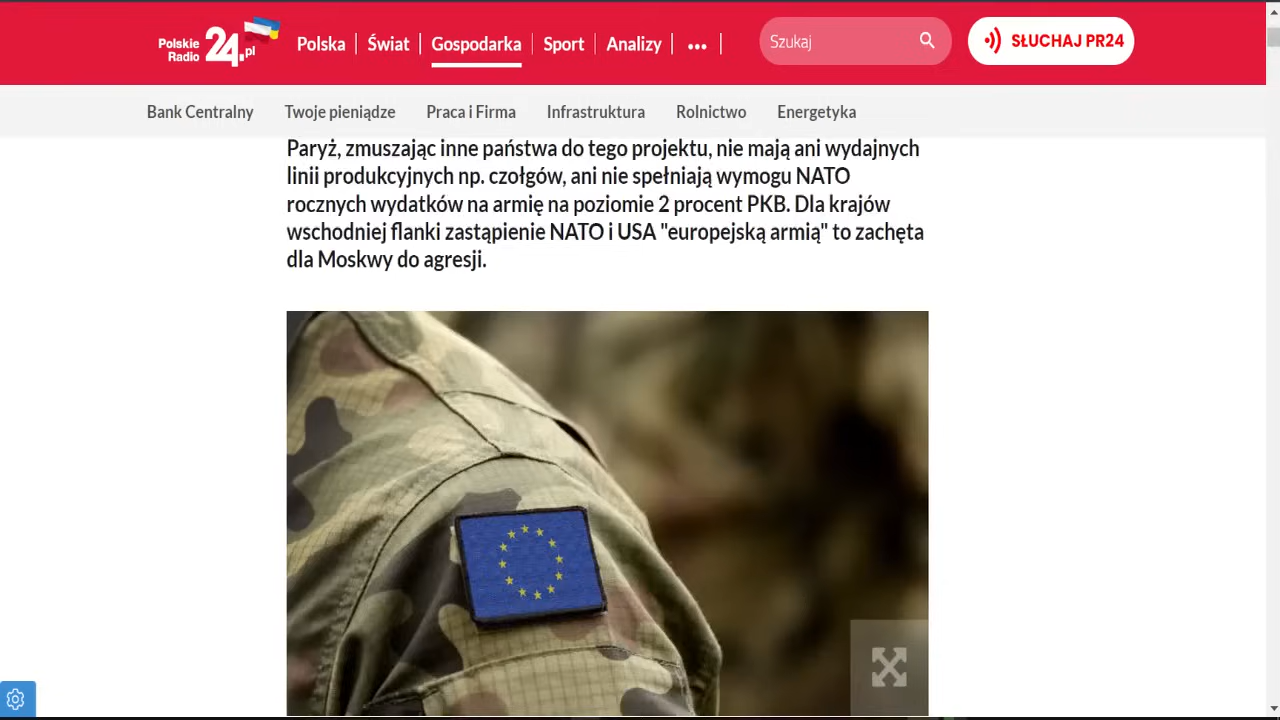 Polskie
Radio
24.pl
Polska
Świat
Gospodarka
Sport
Analizy
Szukaj
SŁUCHAJ PR24
Bank Centralny
Twoje pieniądze
Praca i Firma
Infrastruktura
Rolnictwo
Energetyka
Paryż, zmuszając inne państwa do tego projektu, nie mają ani wydajnych
linii produkcyjnych np. czołgów, ani nie spełniają wymogu NATO
rocznych wydatków na armię na poziomie 2 procent PKB. Dla krajów
wschodniej flanki zastąpienie NATO i USA "europejską armią" to zachęta
dla Moskwy do agresji.